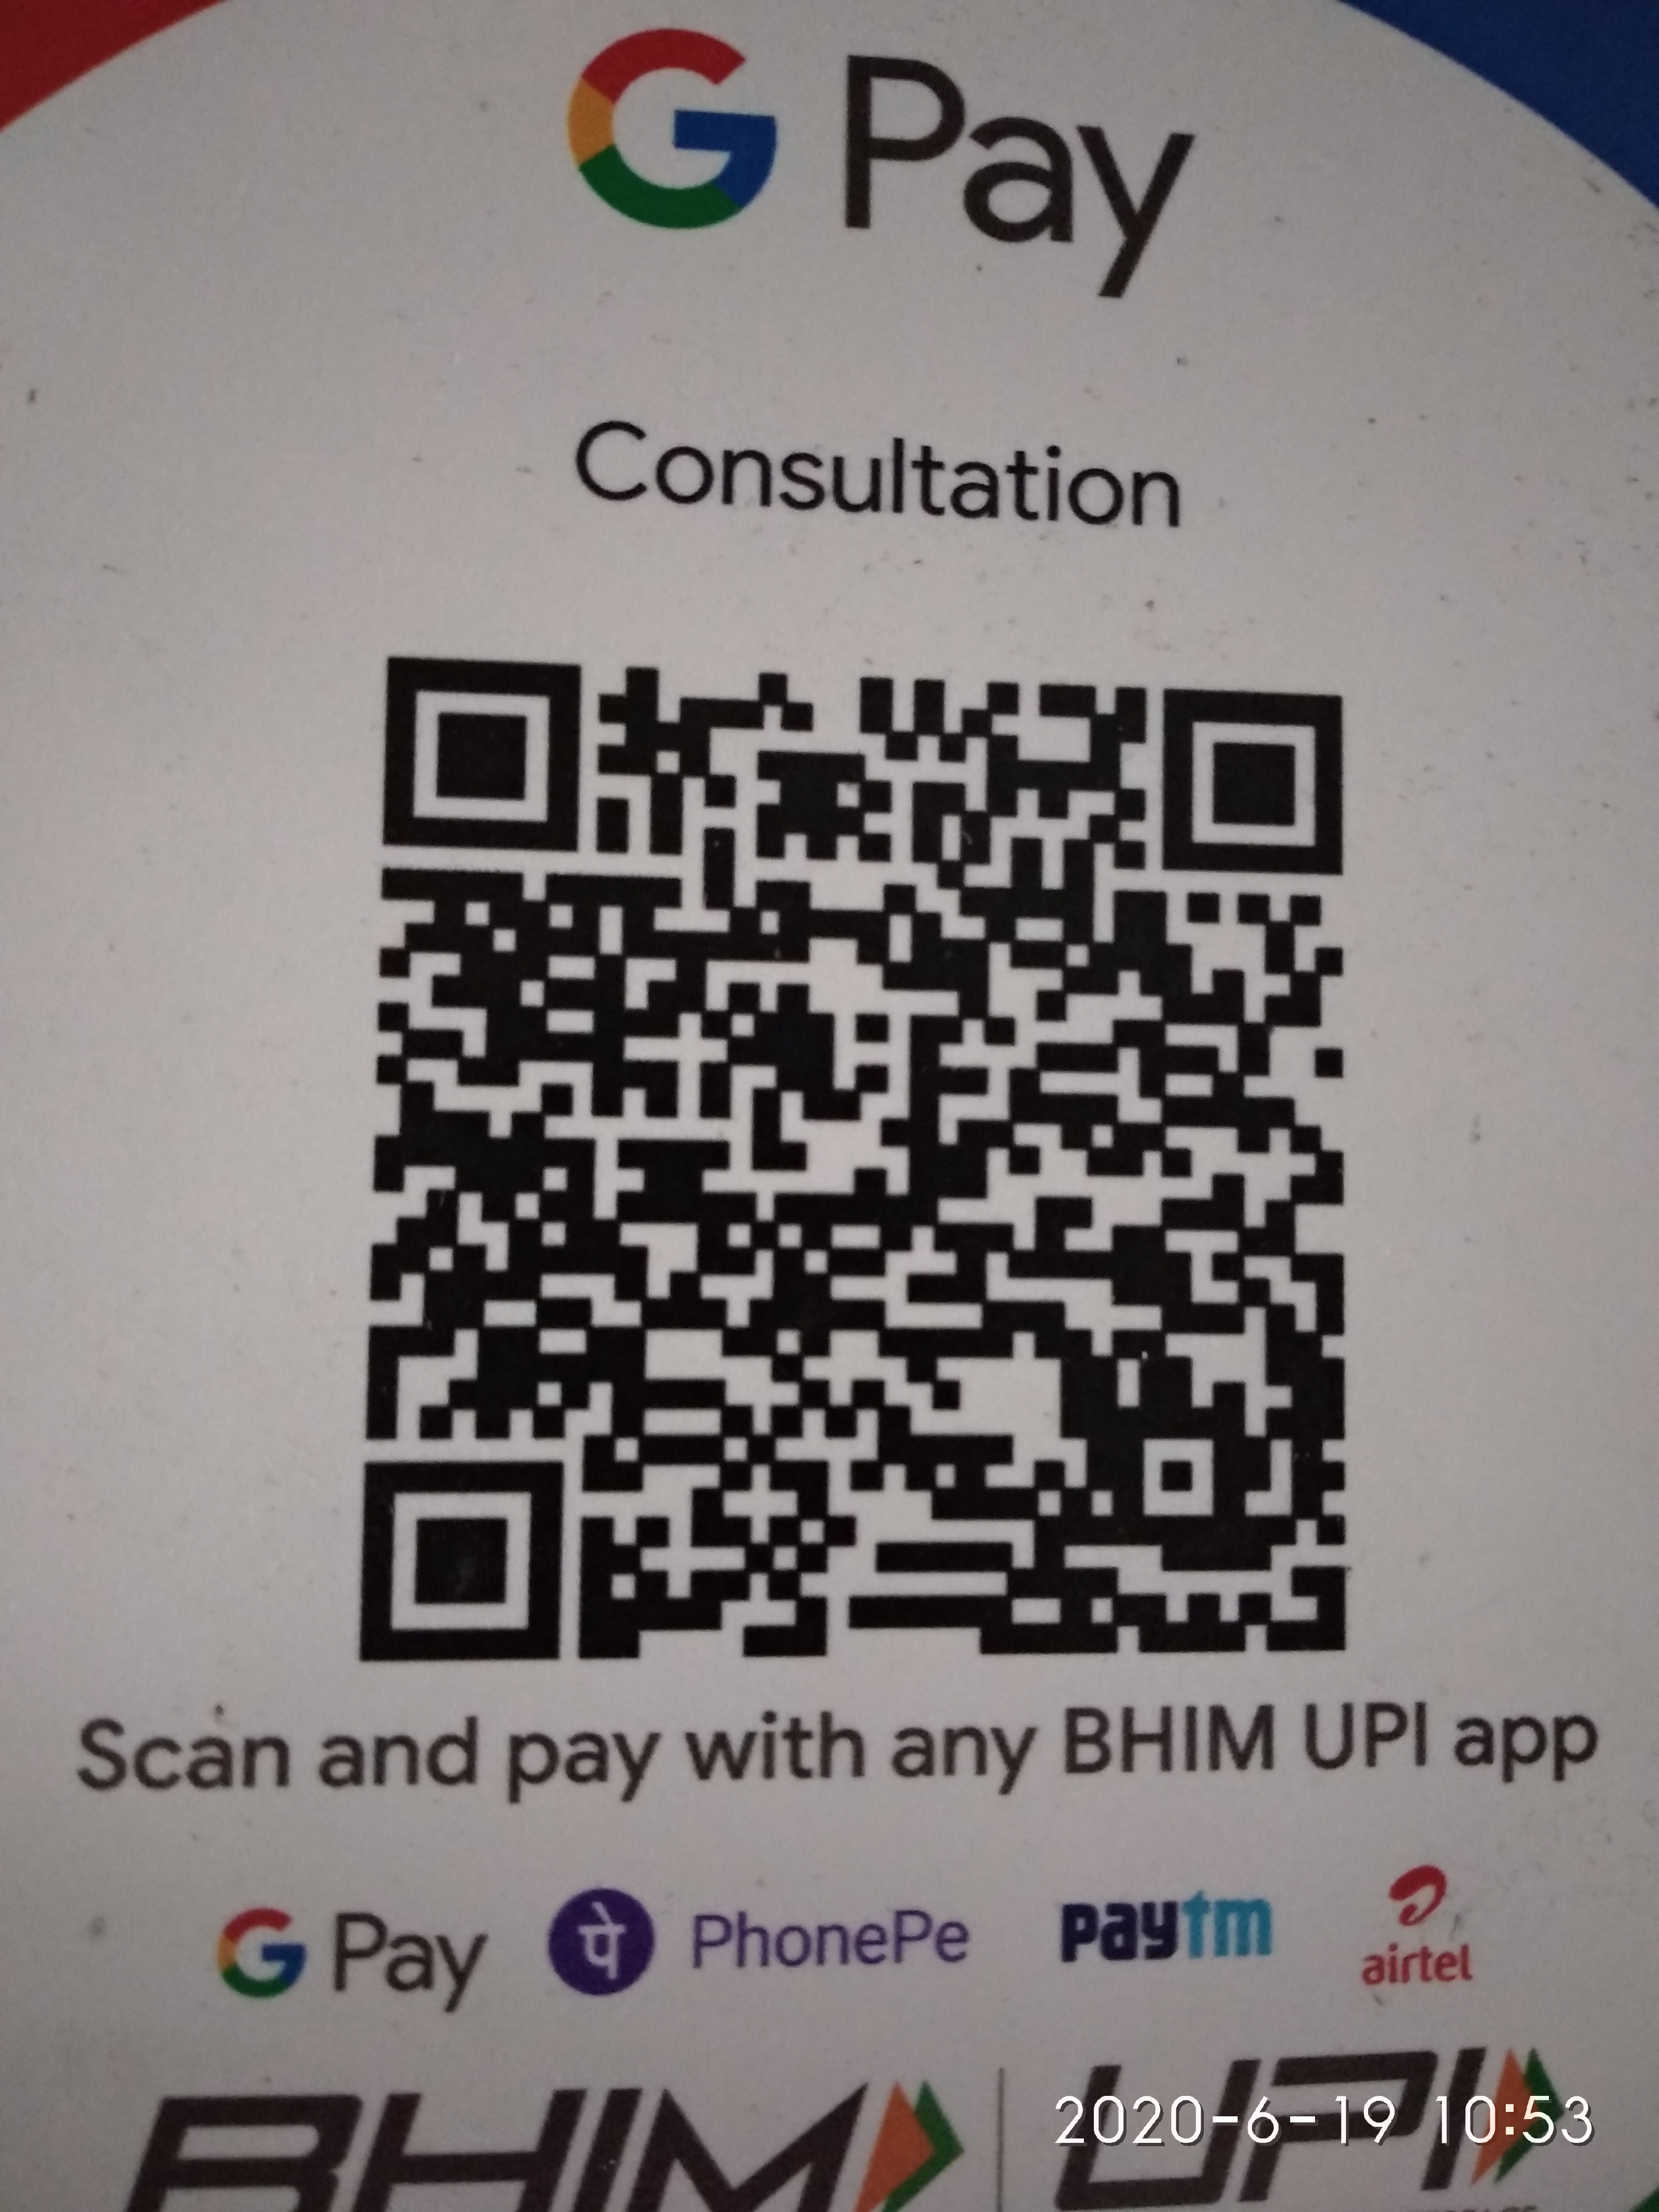 G Pay
Consultation
Scan and pay with any BHIM UPI app
G Pay पे PhonePe paytm airtel
BHIM UPI
2020-6-19 10:53